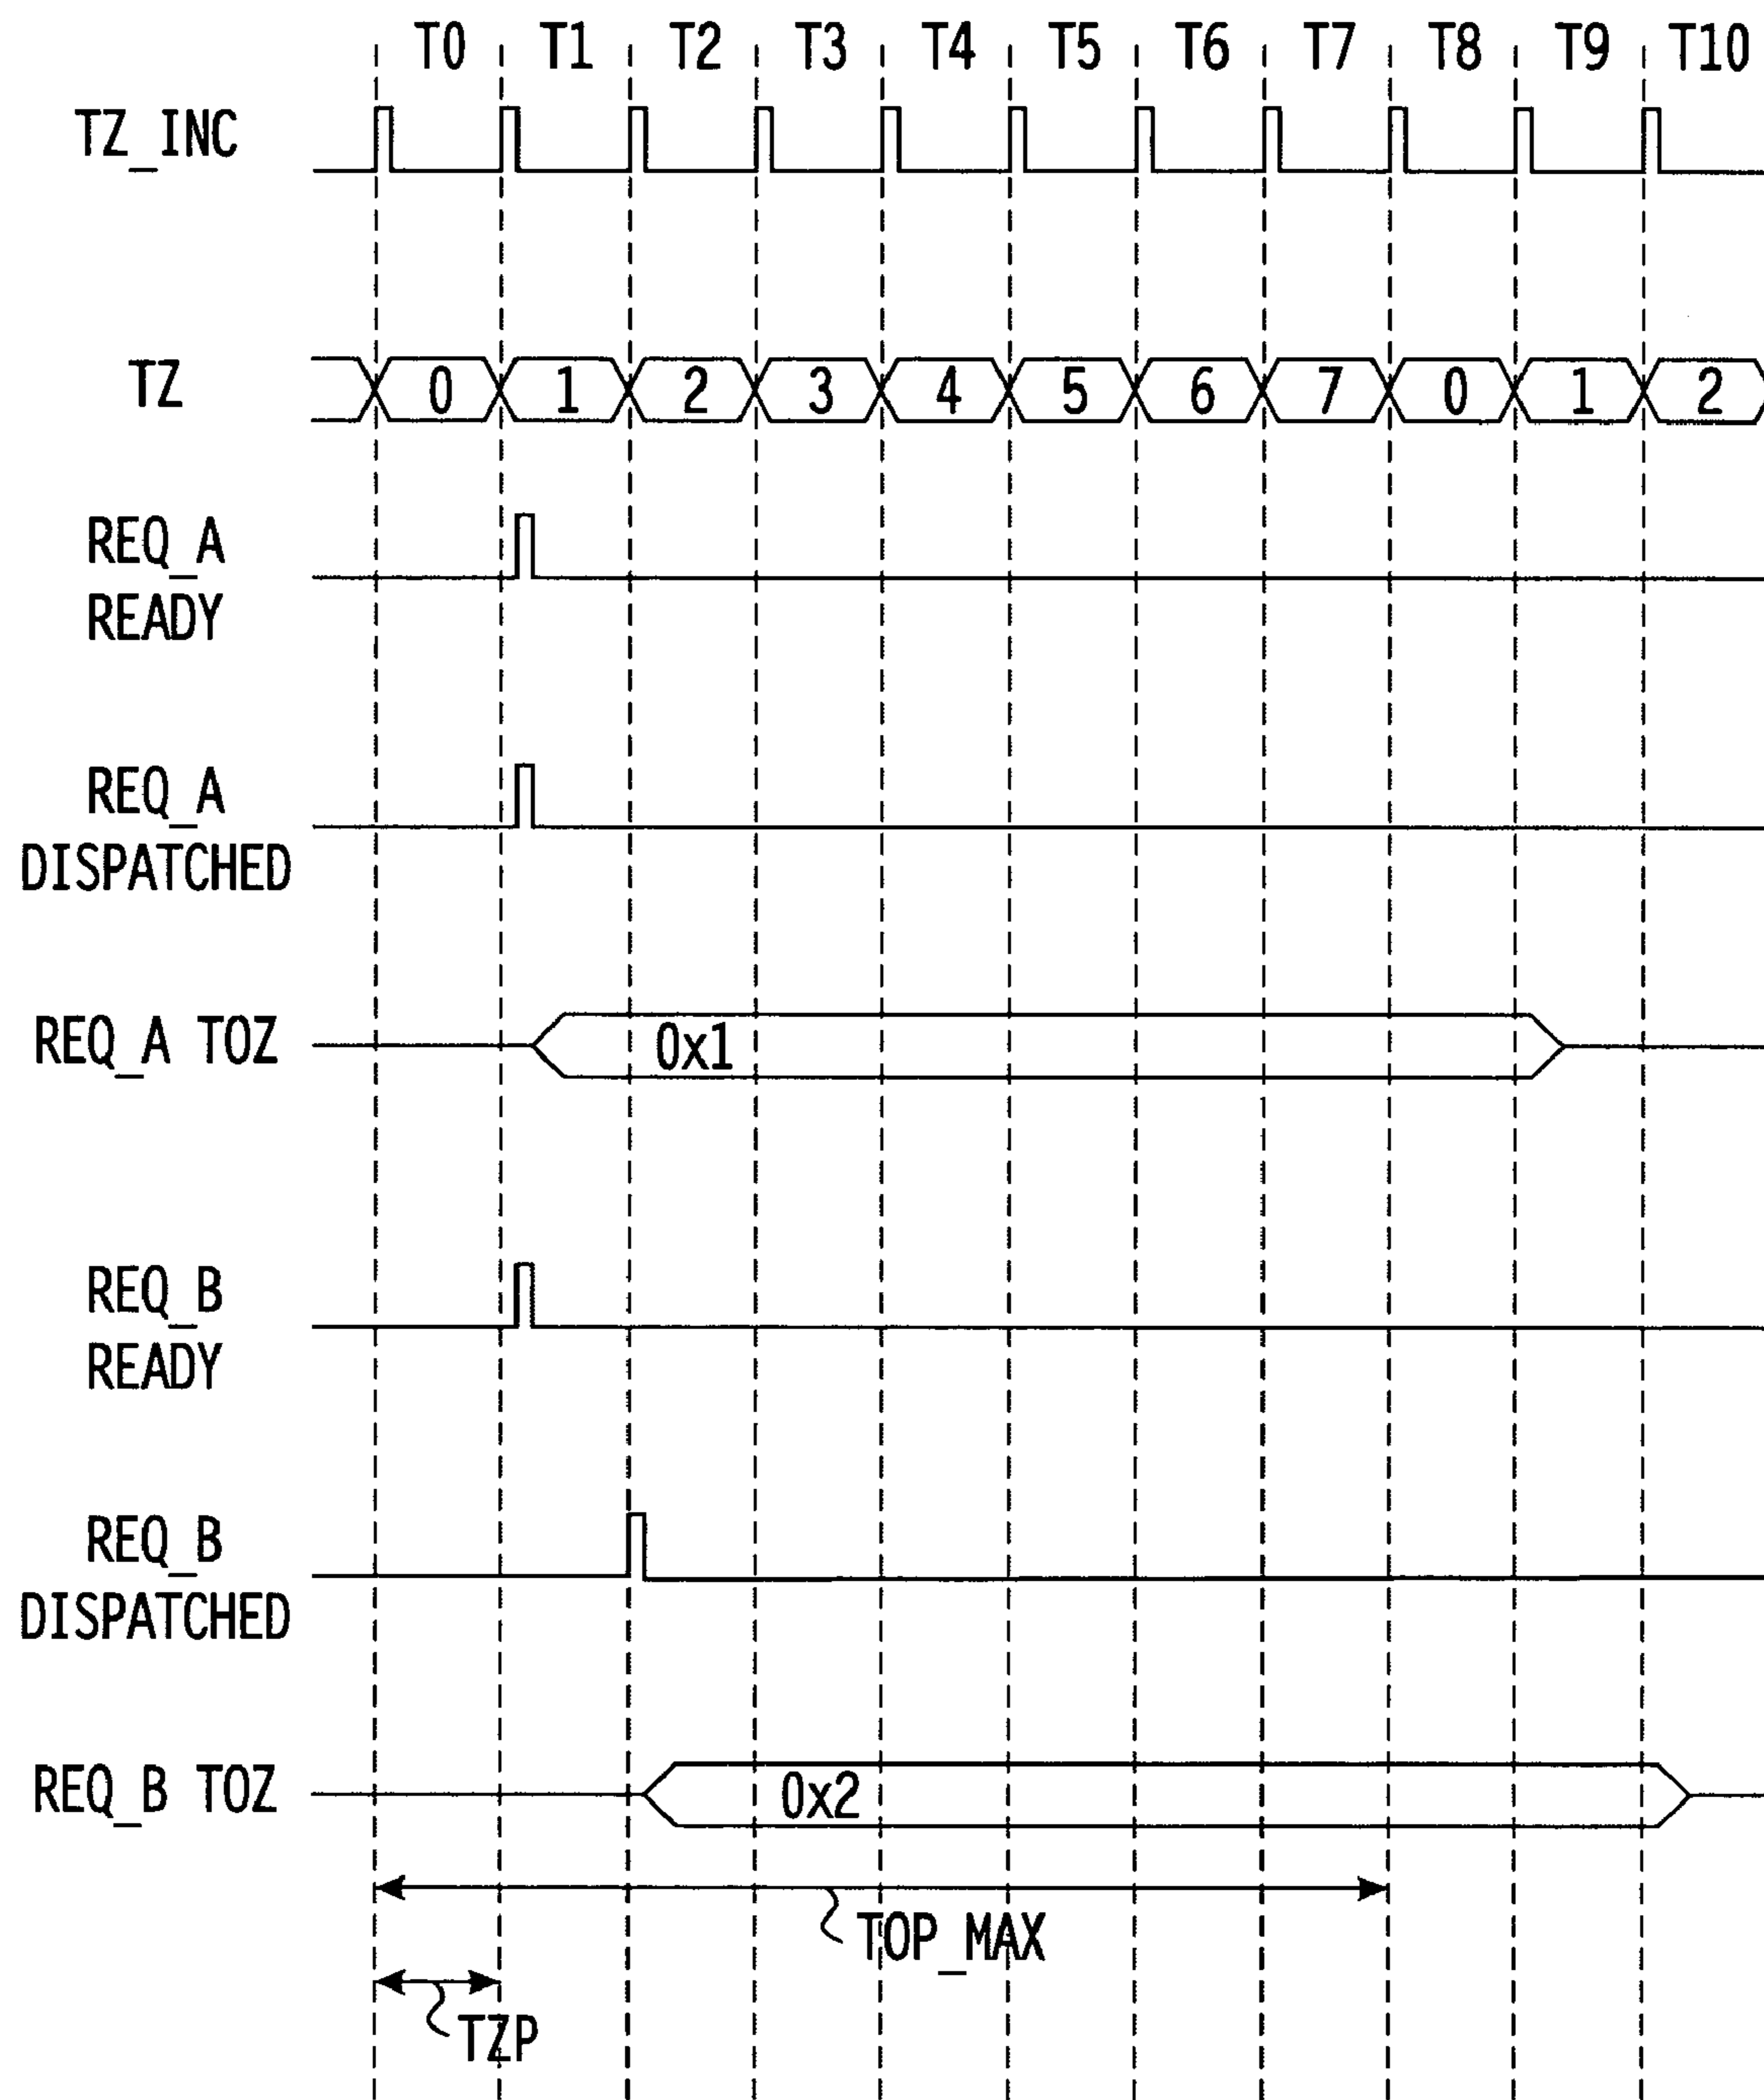 T0 T1 T2 T3 T4 T5 T6 T7 T8 T9 T10
TZ_INC
TZ 0 1 2 3 4 5 6 7 0 1 2
REQ_A
READY
REQ_A
DISPATCHED
REQ_A TOZ 0x1
REQ_B
READY
REQ_B
DISPATCHED
REQ_B TOZ 0x2
TOP_MAX
TZP